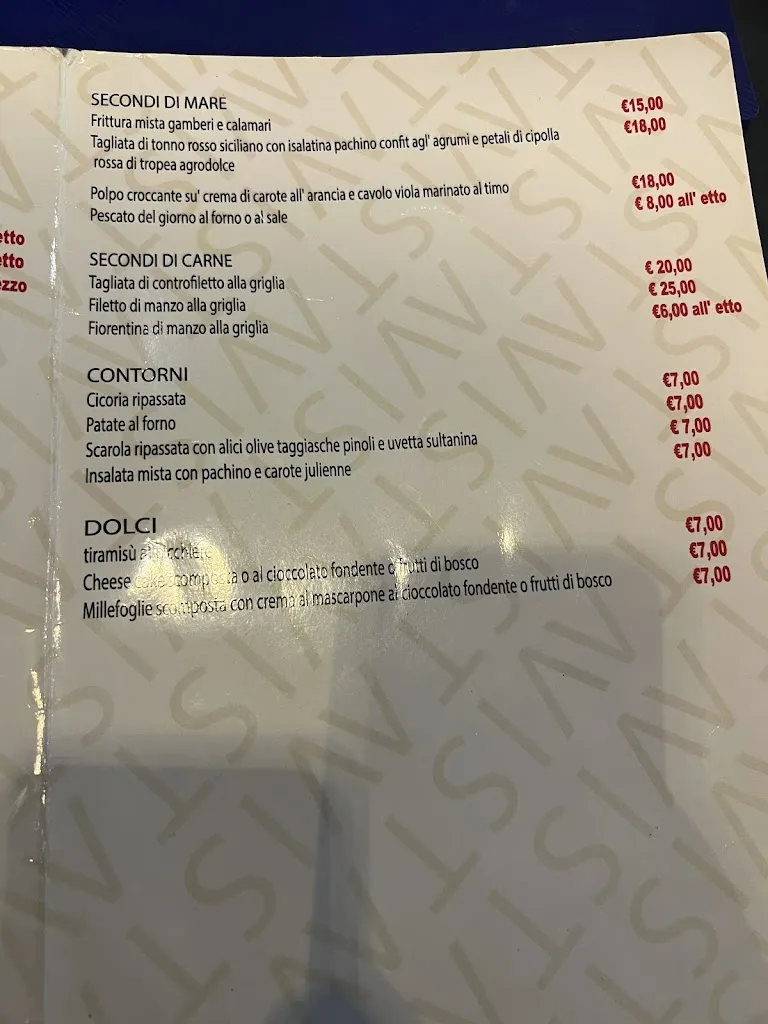 etto
etto
ezzo
SECONDI DI MARE
Frittura mista gamberi e calamari €15,00
Tagliata di tonno rosso siciliano con isalatina pachino confit agl' agrumi e petali di cipolla €18,00
rossa di tropea agrodolce
Polpo croccante su' crema di carote all' arancia e cavolo viola marinato al timo €18,00
Pescato del giorno al forno o al sale € 8,00 all' etto
SECONDI DI CARNE
Tagliata di controfiletto alla griglia € 20,00
Filetto di manzo alla griglia € 25,00
Fiorentina di manzo alla griglia €6,00 all' etto
CONTORNI
Cicoria ripassata €7,00
Patate al forno €7,00
Scarola ripassata con alici olive taggiasche pinoli e uvetta sultanina € 7,00
Insalata mista con pachino e carote julienne €7,00
DOLCI
tiramisù €7,00
Cheese cake scomposta o al cioccolato fondente o frutti di bosco €7,00
Millefoglie scomposta con crema al mascarpone al cioccolato fondente o frutti di bosco €7,00